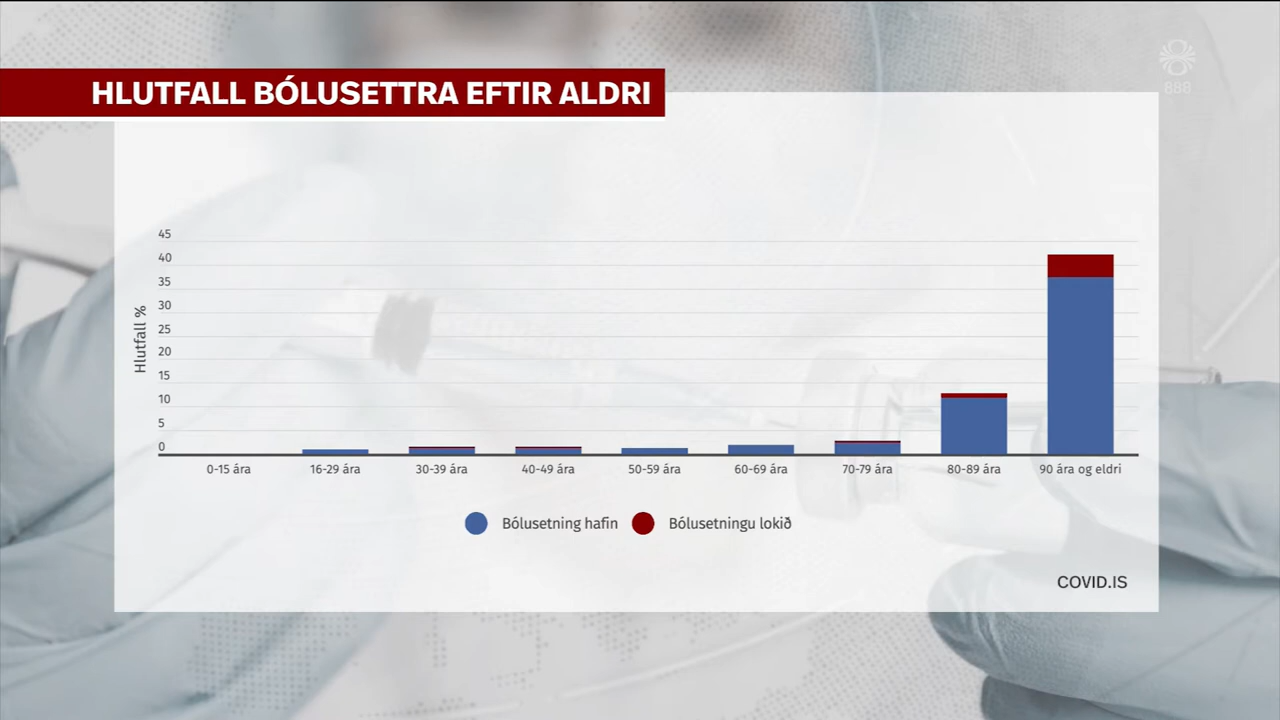 HLUTFALL BÓLUSETTRA EFTIR ALDRI
888
Hlutfall %
45
40
35
30
25
20
15
10
5
0
0-15 ára
16-29 ára
30-39 ára
40-49 ára
50-59 ára
60-69 ára
70-79 ára
80-89 ára
90 ára og eldri
Bólusetning hafin
Bólusetningu lokið
COVID.IS